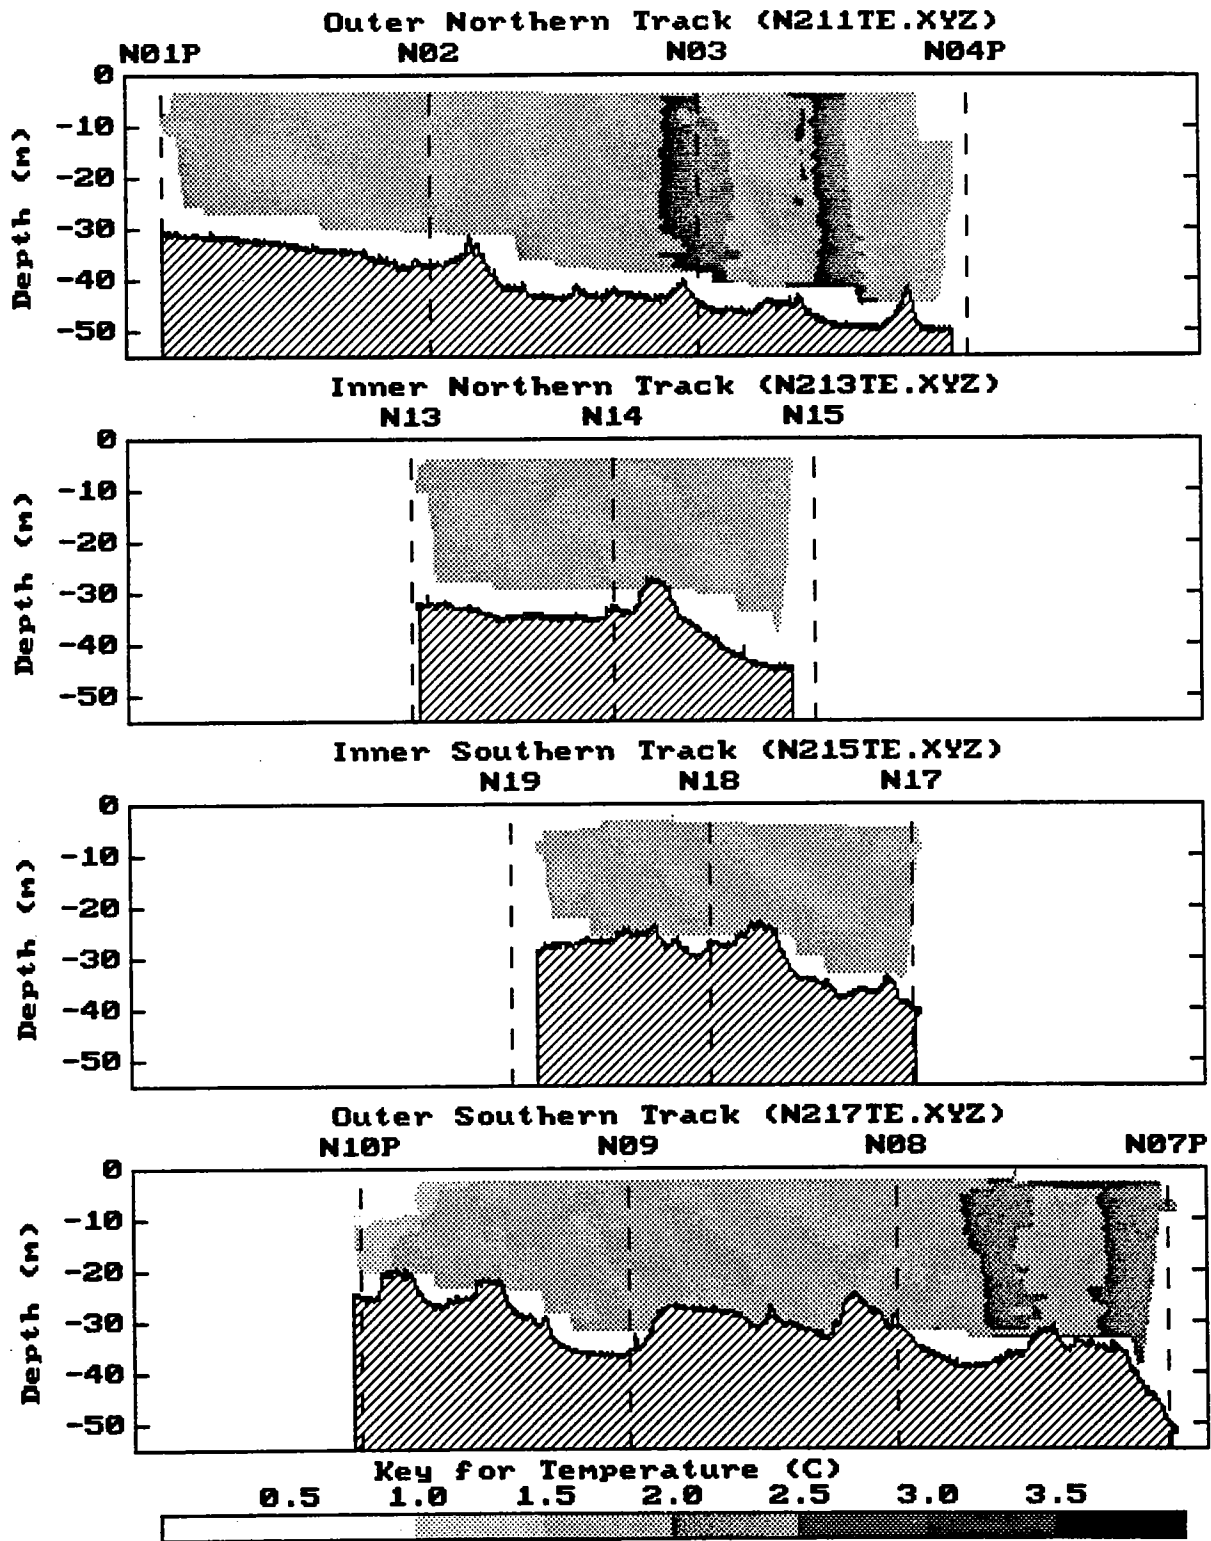 Outer Northern Track (N211TE.XYZ)
N01P N02 N03 N04P
0
-10
-20
-30
-40
-50
Depth (m)
Inner Northern Track (N213TE.XYZ)
N13 N14 N15
0
-10
-20
-30
-40
-50
Depth (m)
Inner Southern Track (N215TE.XYZ)
N19 N18 N17
0
-10
-20
-30
-40
-50
Depth (m)
Outer Southern Track (N217TE.XYZ)
N10P N09 N08 N07P
0
-10
-20
-30
-40
-50
Depth (m)
Key for Temperature (C)
0.5 1.0 1.5 2.0 2.5 3.0 3.5